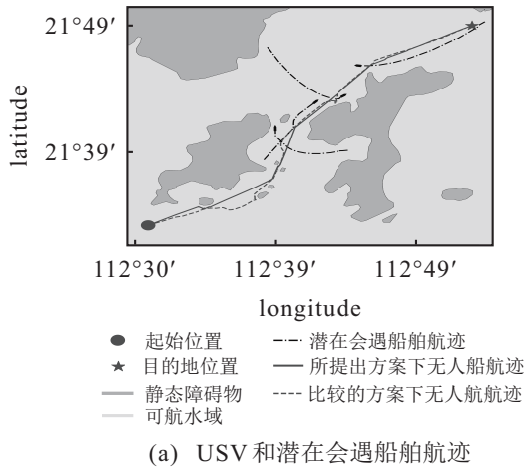 21°49′
21°39′
latitude
112°30′ 112°39′ 112°49′
longitude
起始位置 潜在会遇船舶航迹
目的地位置 所提出方案下无人船航迹
静态障碍物 比较的方案下无人航航迹
可航水域
(a) USV和潜在会遇船舶航迹